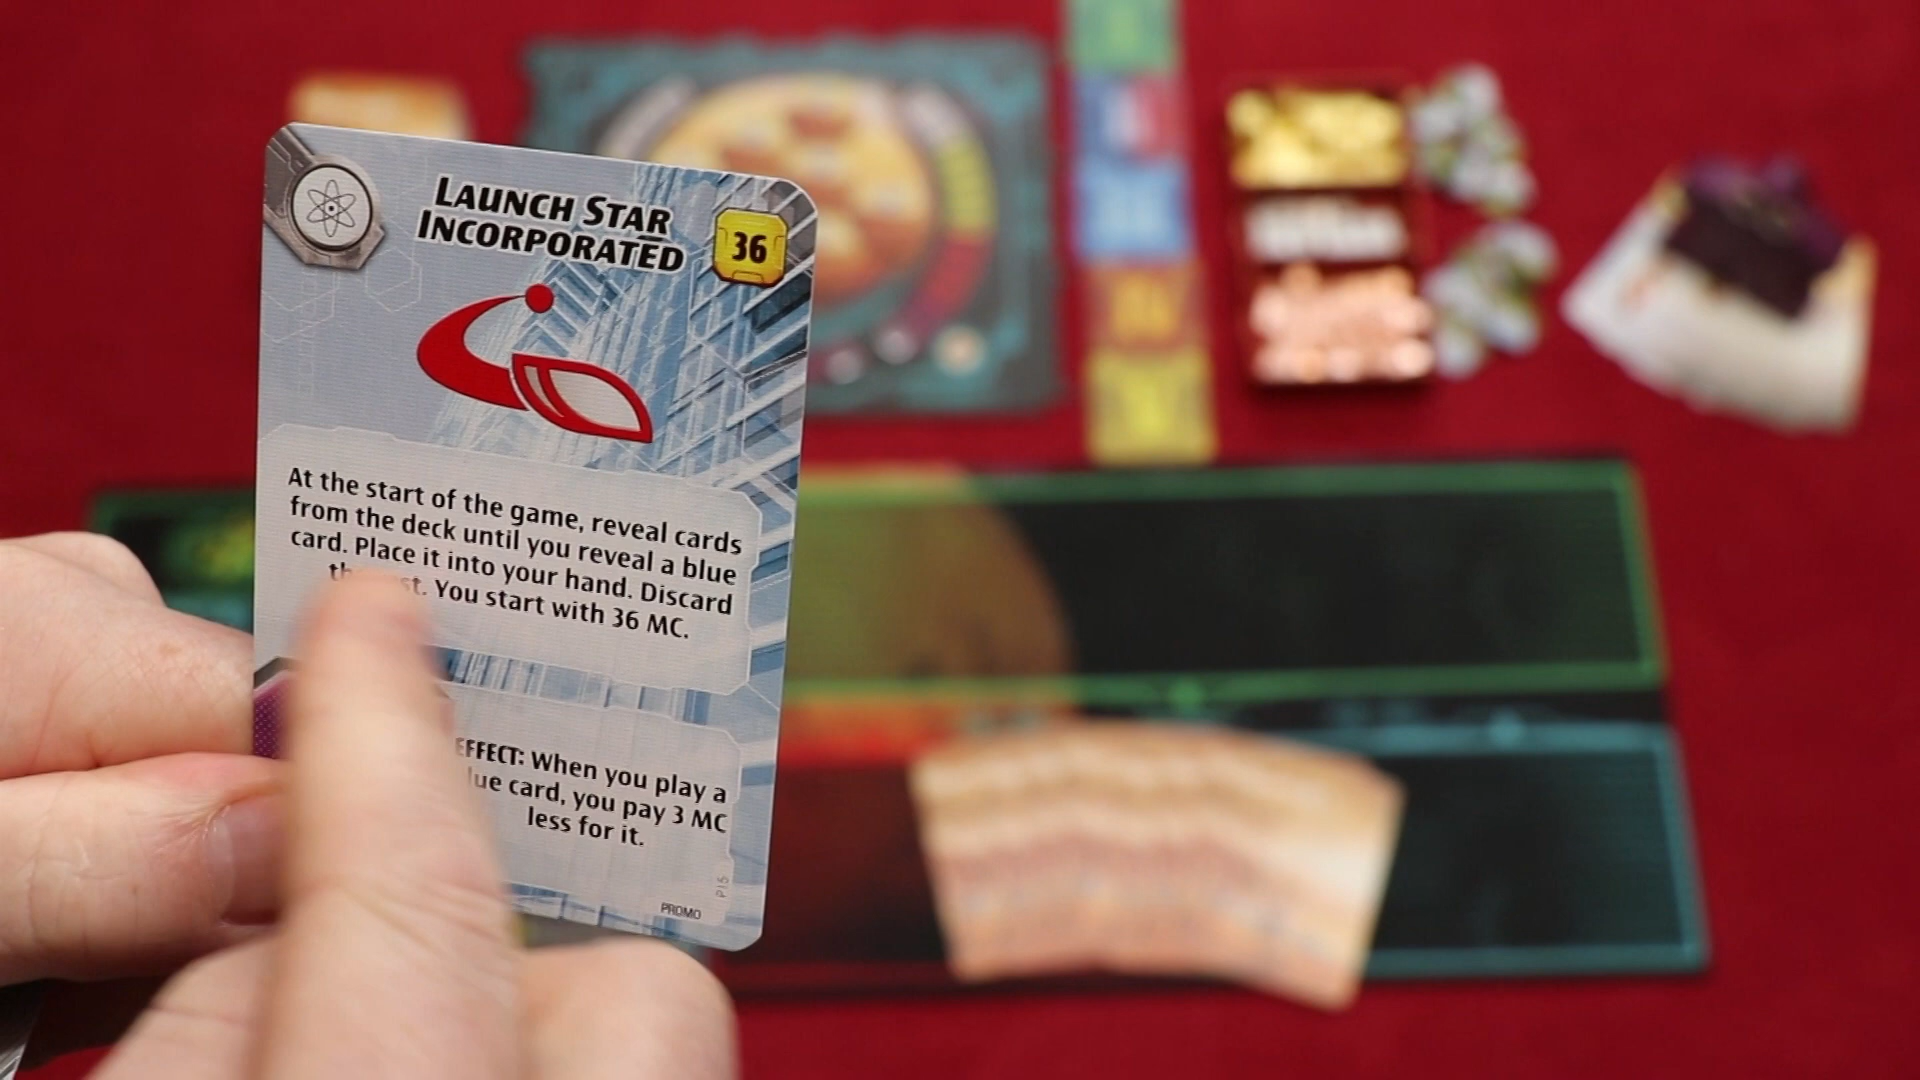 LAUNCH STAR
INCORPORATED
36
At the start of the game, reveal cards
from the deck until you reveal a blue
card. Place it into your hand. Discard
You start with 36 MC.
EFFECT: When you play a
card, you pay 3 MC
less for it.
P15
PROMO